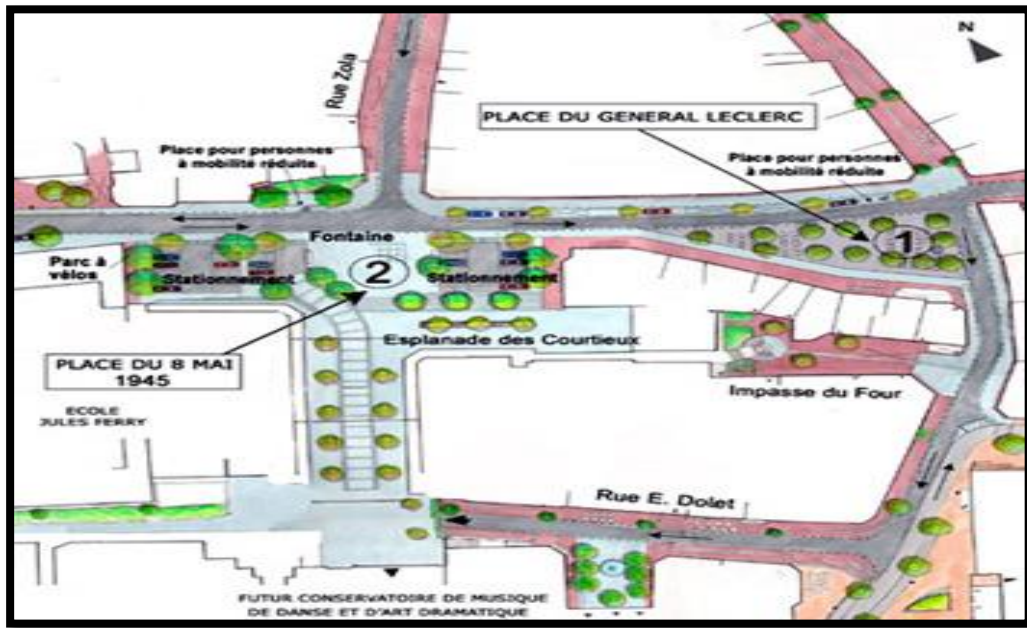 N
Rue Zola
PLACE DU GENERAL LECLERC
Place pour personnes
à mobilité réduite
Place pour personnes
à mobilité réduite
Fontaine
1
Parc à
vélos
Stationnement
2
Stationnement
Esplanade des Courtieux
PLACE DU 8 MAI
1945
Impasse du Four
ECOLE
JULES FERRY
Rue E. Dolet
FUTUR CONSERVATOIRE DE MUSIQUE
DE DANSE ET D'ART DRAMATIQUE